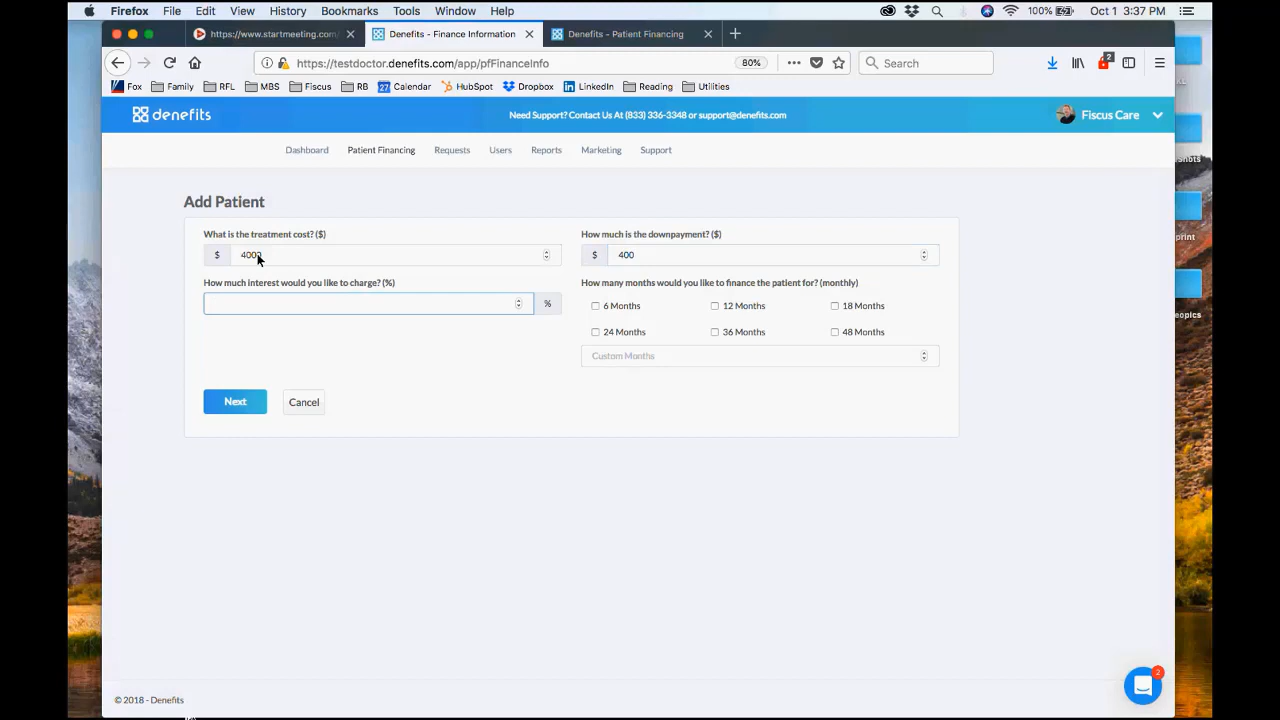 Firefox File Edit View History Bookmarks Tools Window Help 100% Oct 1 3:37 PM
https://www.startmeeting.com/ Denefits - Finance Information Denefits - Patient Financing
https://testdoctor.denefits.com/app/pfFinanceInfo 80% Search 2
Fox Family RFL MBS Fiscus RB 27 Calendar HubSpot Dropbox LinkedIn Reading Utilities
denefits Need Support? Contact Us At (833) 336-3348 or support@denefits.com Fiscus Care
Dashboard Patient Financing Requests Users Reports Marketing Support
Add Patient
What is the treatment cost? ($) How much is the downpayment? ($)
$ 4000 $ 400
How much interest would you like to charge? (%) How many months would you like to finance the patient for? (monthly)
% 6 Months 12 Months 18 Months
24 Months 36 Months 48 Months
Custom Months
Next Cancel
2
© 2018 - Denefits